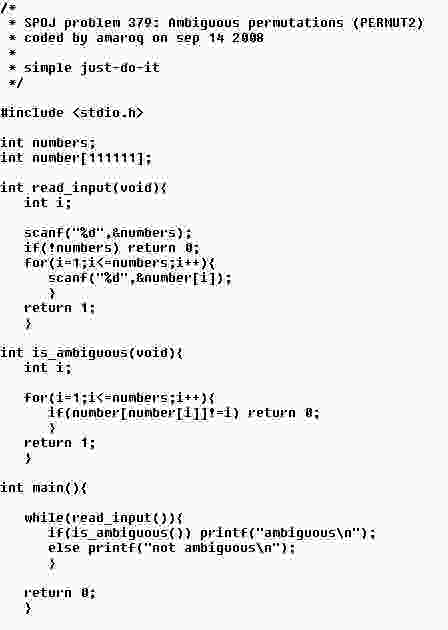 /*
 * SPOJ problem 379: Ambiguous permutations (PERMUT2)
 * coded by amaroq on sep 14 2008
 *
 * simple just-do-it
 */

#include <stdio.h>

int numbers;
int number[111111];

int read_input(void){
   int i;

   scanf("%d",&numbers);
   if(!numbers) return 0;
   for(i=1;i<=numbers;i++){
      scanf("%d",&number[i]);
      }
   return 1;
   }

int is_ambiguous(void){
   int i;

   for(i=1;i<=numbers;i++){
      if(number[number[i]]!=i) return 0;
      }
   return 1;
   }

int main(){

   while(read_input()){
      if(is_ambiguous()) printf("ambiguous\n");
      else printf("not ambiguous\n");
      }

   return 0;
   }